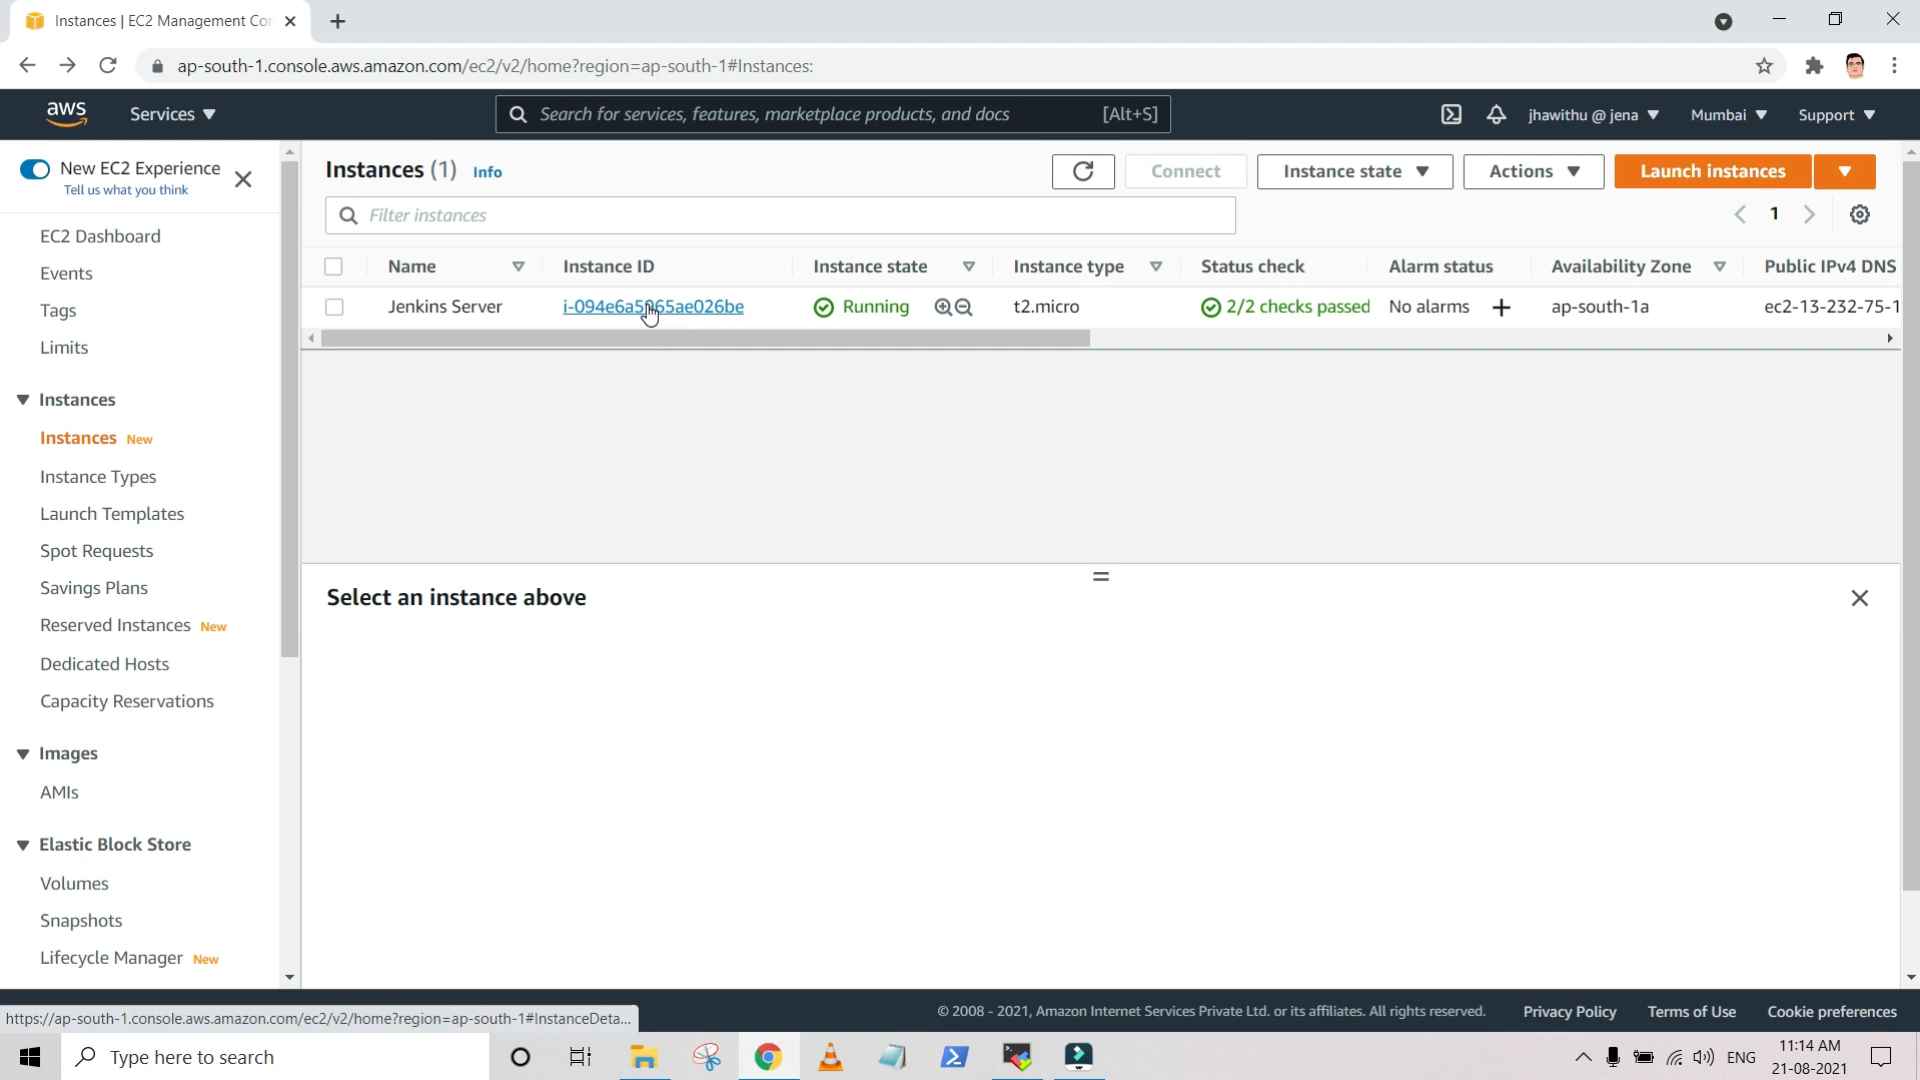 Instances | EC2 Management Con
ap-south-1.console.aws.amazon.com/ec2/v2/home?region=ap-south-1#Instances:
aws
Services
Search for services, features, marketplace products, and docs
[Alt+S]
jhawithu @ jena
Mumbai
Support
New EC2 Experience
Tell us what you think
EC2 Dashboard
Events
Tags
Limits
Instances
Instances New
Instance Types
Launch Templates
Spot Requests
Savings Plans
Reserved Instances New
Dedicated Hosts
Capacity Reservations
Images
AMIs
Elastic Block Store
Volumes
Snapshots
Lifecycle Manager New
Instances (1) Info
Connect
Instance state
Actions
Launch instances
Filter instances
1
Name Instance ID Instance state Instance type Status check Alarm status Availability Zone Public IPv4 DNS
Jenkins Server i-094e6a5965ae026be Running t2.micro 2/2 checks passed No alarms + ap-south-1a ec2-13-232-75-1
Select an instance above
https://ap-south-1.console.aws.amazon.com/ec2/v2/home?region=ap-south-1#InstanceDeta...
© 2008 - 2021, Amazon Internet Services Private Ltd. or its affiliates. All rights reserved.
Privacy Policy
Terms of Use
Cookie preferences
Type here to search
ENG
11:14 AM
21-08-2021